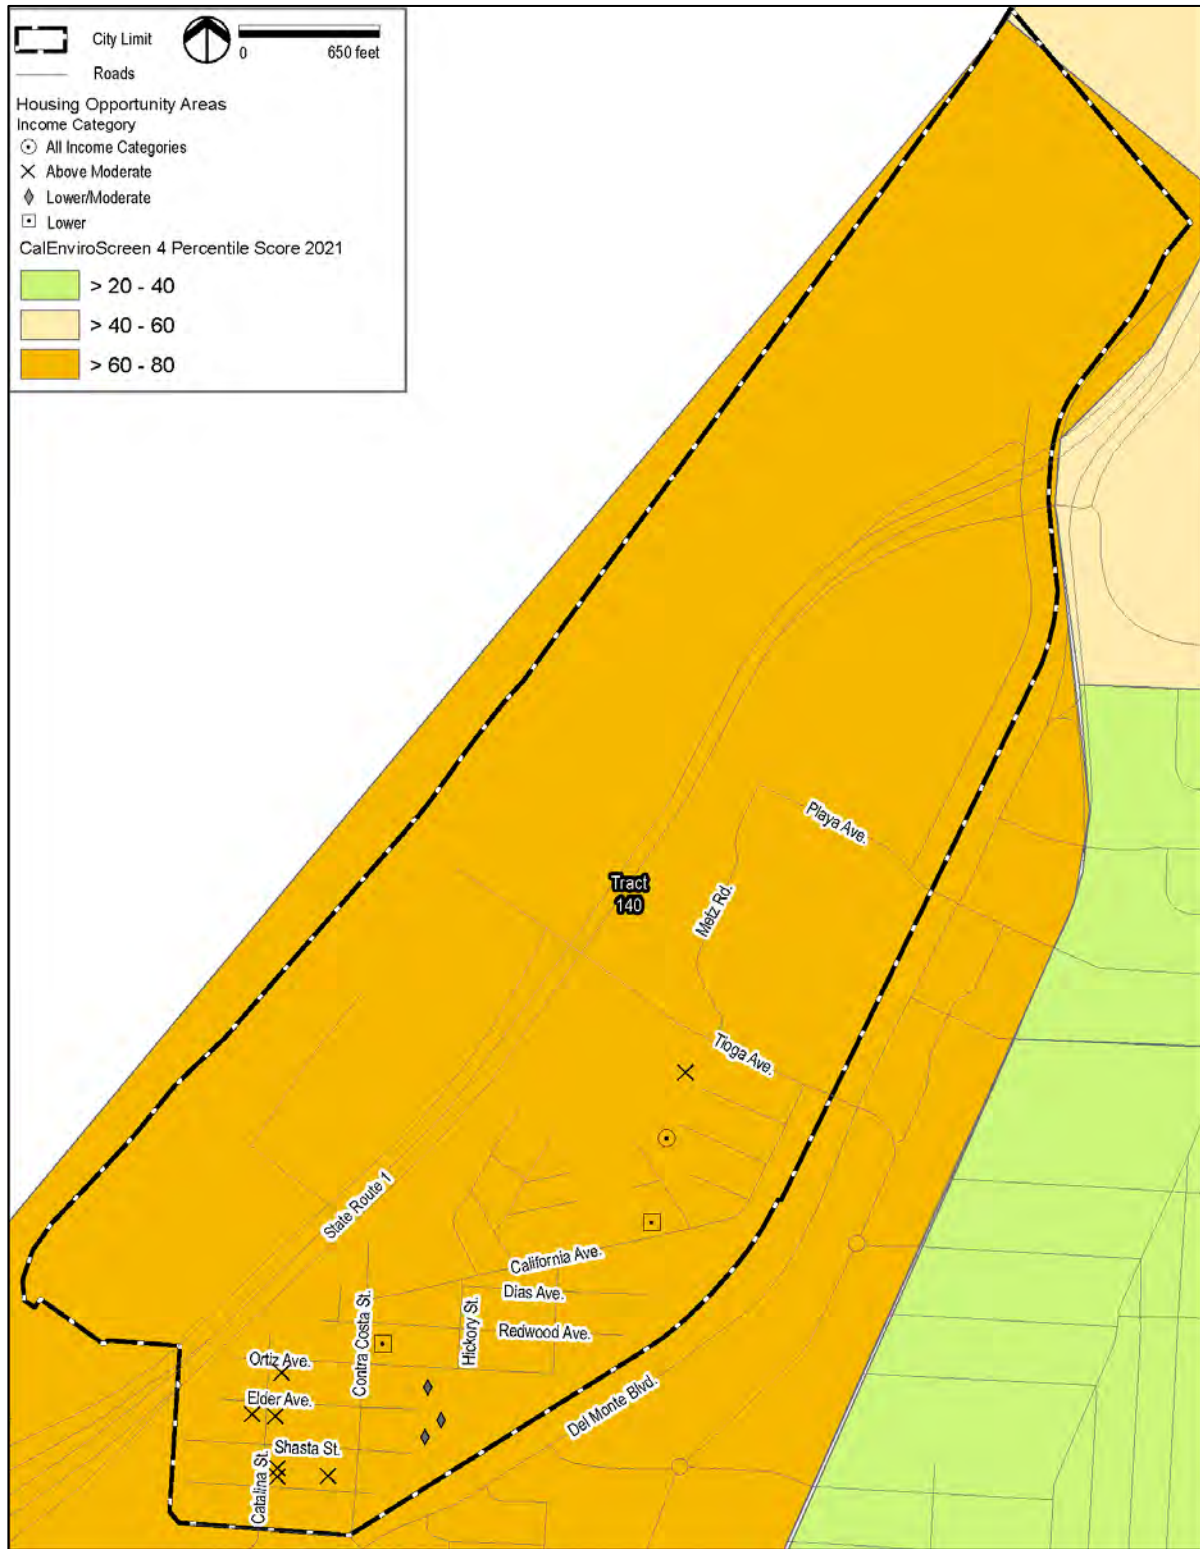 City Limit
0
650 feet
Roads
Housing Opportunity Areas
Income Category
All Income Categories
Above Moderate
Lower/Moderate
Lower
CalEnviroScreen 4 Percentile Score 2021
> 20 - 40
> 40 - 60
> 60 - 80
Playa Ave.
Tract
140
Metz Rd.
Tioga Ave.
State Route 1
California Ave.
Dias Ave.
Contra Costa St.
Hickory St.
Redwood Ave.
Ortiz Ave.
Elder Ave.
Del Monte Blvd.
Shasta St.
Catalina St.